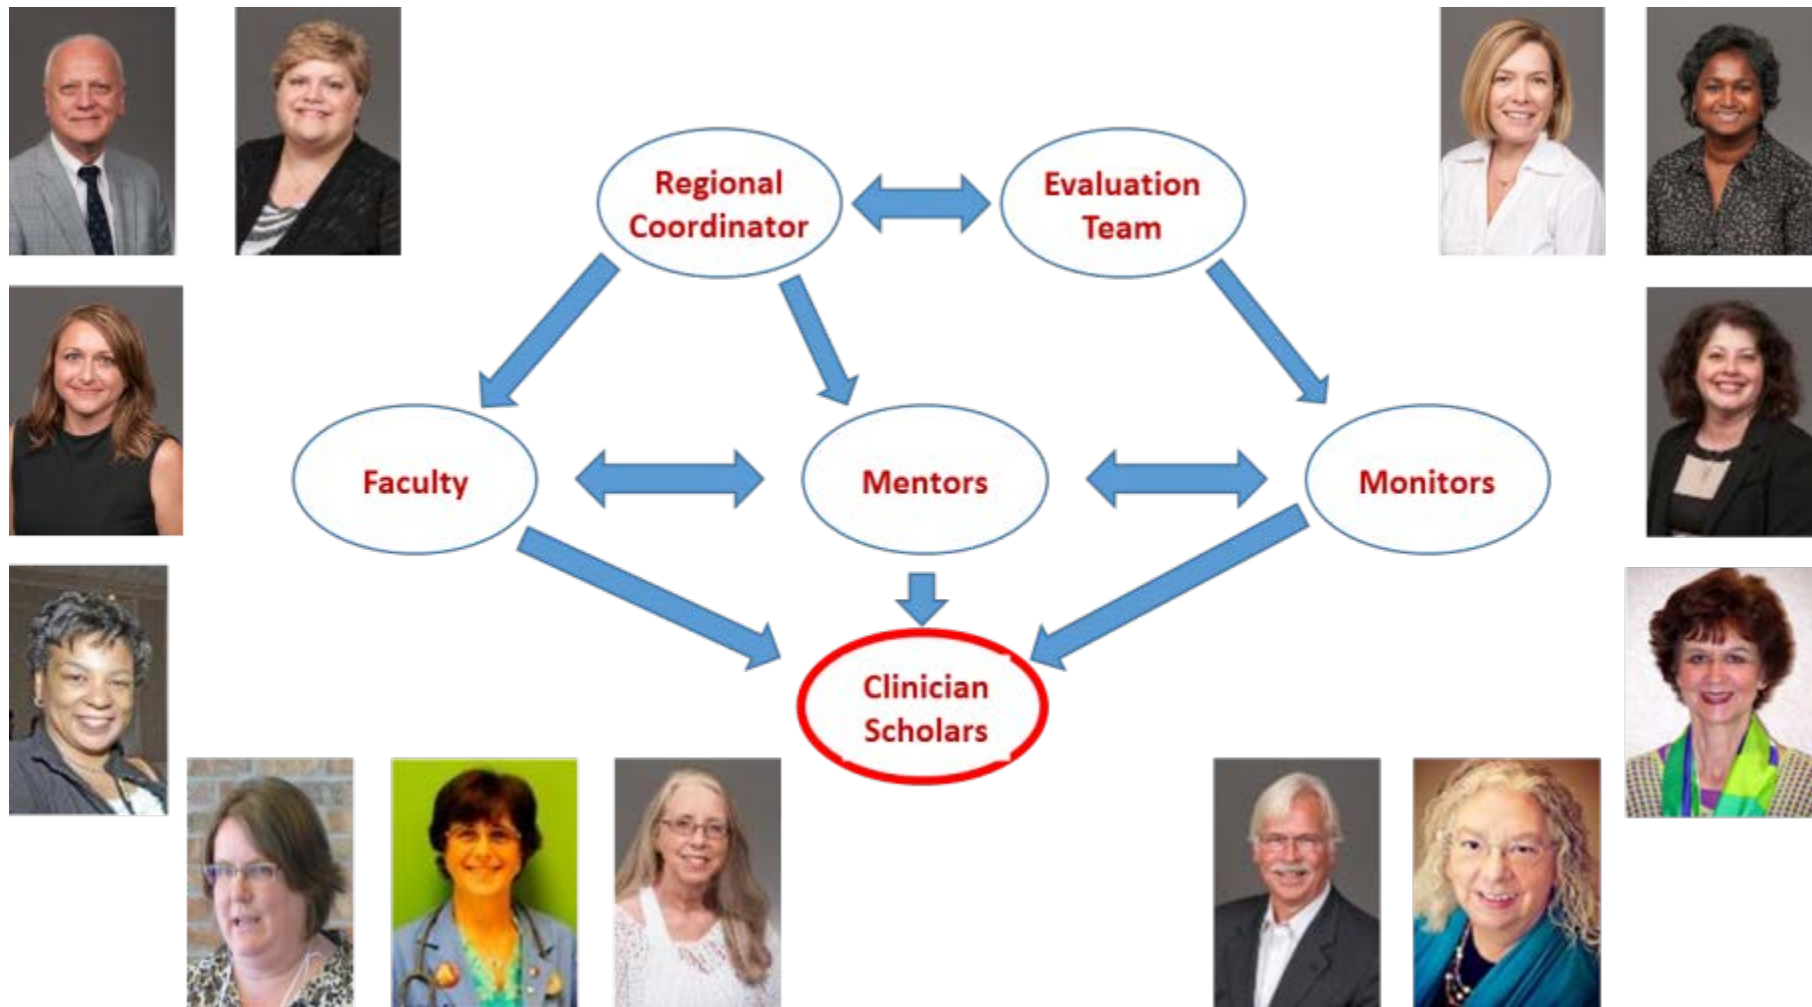 Regional
Coordinator
Evaluation
Team
Faculty
Mentors
Monitors
Clinician
Scholars